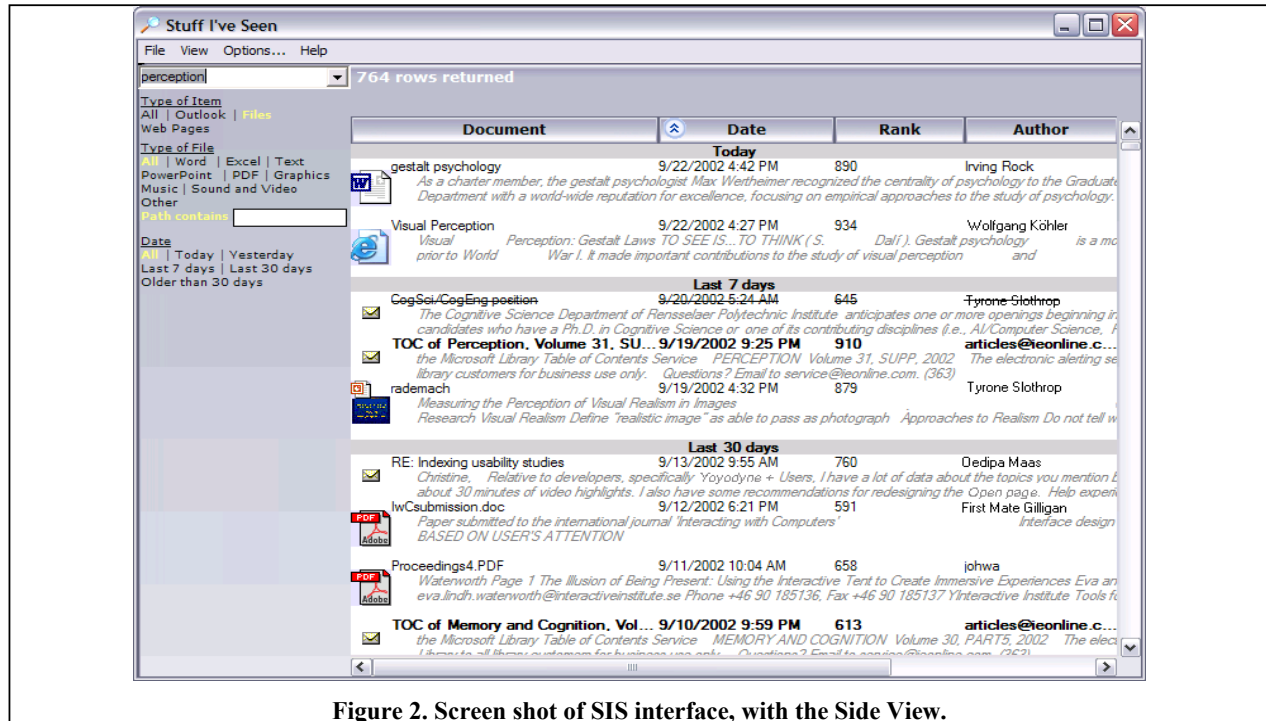 Stuff I've Seen
File View Options... Help
perception
764 rows returned
Type of Item
All | Outlook | Files
Web Pages
Type of File
All | Word | Excel | Text
PowerPoint | PDF | Graphics
Music | Sound and Video
Other
Path contains
Date
All | Today | Yesterday
Last 7 days | Last 30 days
Older than 30 days
Document Date Rank Author
Today
gestalt psychology 9/22/2002 4:42 PM 890 Irving Rock
As a charter member, the gestalt psychologist Max Wertheimer recognized the centrality of psychology to the Graduate
Department with a world-wide reputation for excellence, focusing on empirical approaches to the study of psychology.
Visual Perception 9/22/2002 4:27 PM 934 Wolfgang Köhler
Visual Perception: Gestalt Laws TO SEE IS...TO THINK ( S. Dalí ). Gestalt psychology is a mo
prior to World War I. It made important contributions to the study of visual perception and
Last 7 days
CogSci/CogEng position 9/20/2002 5:24 AM 645 Tyrone Slothrop
The Cognitive Science Department of Rensselaer Polytechnic Institute anticipates one or more openings beginning in
candidates who have a Ph.D. in Cognitive Science or one of its contributing disciplines (i.e., AI/Computer Science,
TOC of Perception, Volume 31, SU... 9/19/2002 9:25 PM 910 articles@ieonline.c...
the Microsoft Library Table of Contents Service PERCEPTION Volume 31, SUPP, 2002 The electronic alerting se
library customers for business use only. Questions? Email to service@ieonline.com. (363)
rademach 9/19/2002 4:32 PM 879 Tyrone Slothrop
Measuring the Perception of Visual Realism in Images
Research Visual Realism Define "realistic image" as able to pass as photograph Approaches to Realism Do not tell w
Last 30 days
RE: Indexing usability studies 9/13/2002 9:55 AM 760 Oedipa Maas
Christine, Relative to developers, specifically Yoyodyne + Users, I have a lot of data about the topics you mention b
about 30 minutes of video highlights. I also have some recommendations for redesigning the Open page. Help experi
IwCsubmission.doc 9/12/2002 6:21 PM 591 First Mate Gilligan
Paper submitted to the international journal 'Interacting with Computers' Interface design
BASED ON USER'S ATTENTION
Proceedings4.PDF 9/11/2002 10:04 AM 658 johwa
Waterworth Page 1 The Illusion of Being Present: Using the Interactive Tent to Create Immersive Experiences Eva an
eva.lindh.waterworth@interactiveinstitute.se Phone +46 90 185136, Fax +46 90 185137 YInteractive Institute Tools fo
TOC of Memory and Cognition, Vol... 9/10/2002 9:59 PM 613 articles@ieonline.c...
the Microsoft Library Table of Contents Service MEMORY AND COGNITION Volume 30, PART5, 2002 The elec
Library to all library customers for business use only. Questions? Email to service@ieonline.com. (363)
Figure 2. Screen shot of SIS interface, with the Side View.